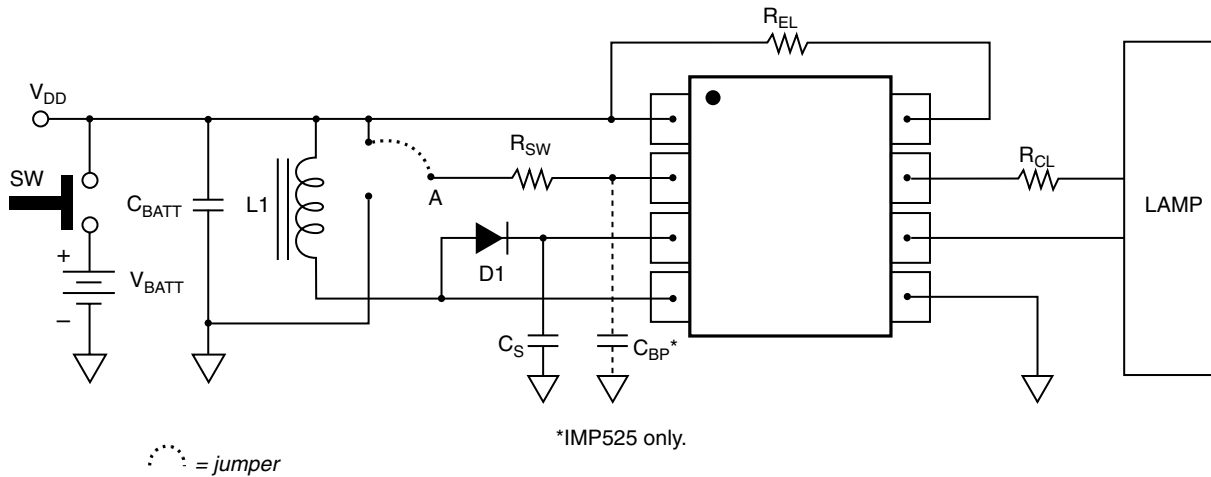 R_EL
V_DD
SW
C_BATT
L1
A
R_SW
R_CL
LAMP
+
V_BATT
–
D1
C_S
C_BP*
*IMP525 only.
= jumper